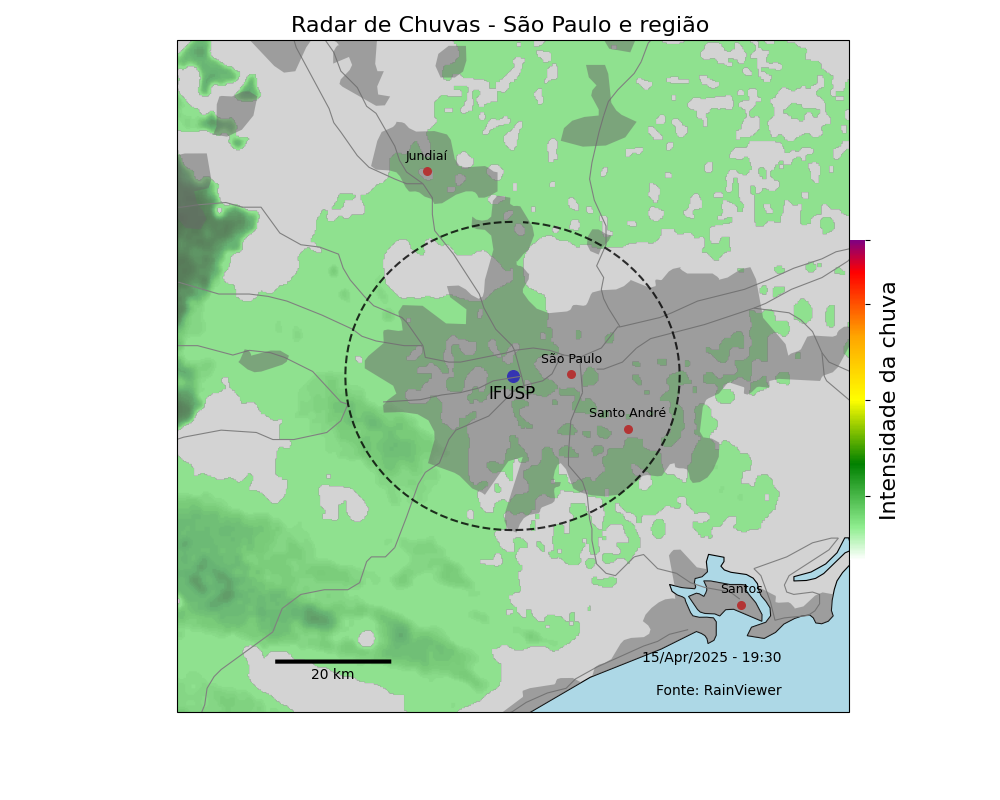 Radar de Chuvas - São Paulo e região
Jundiaí
São Paulo
IFUSP
Santo André
Intensidade da chuva
Santos
15/Apr/2025 - 19:30
20 km
Fonte: RainViewer